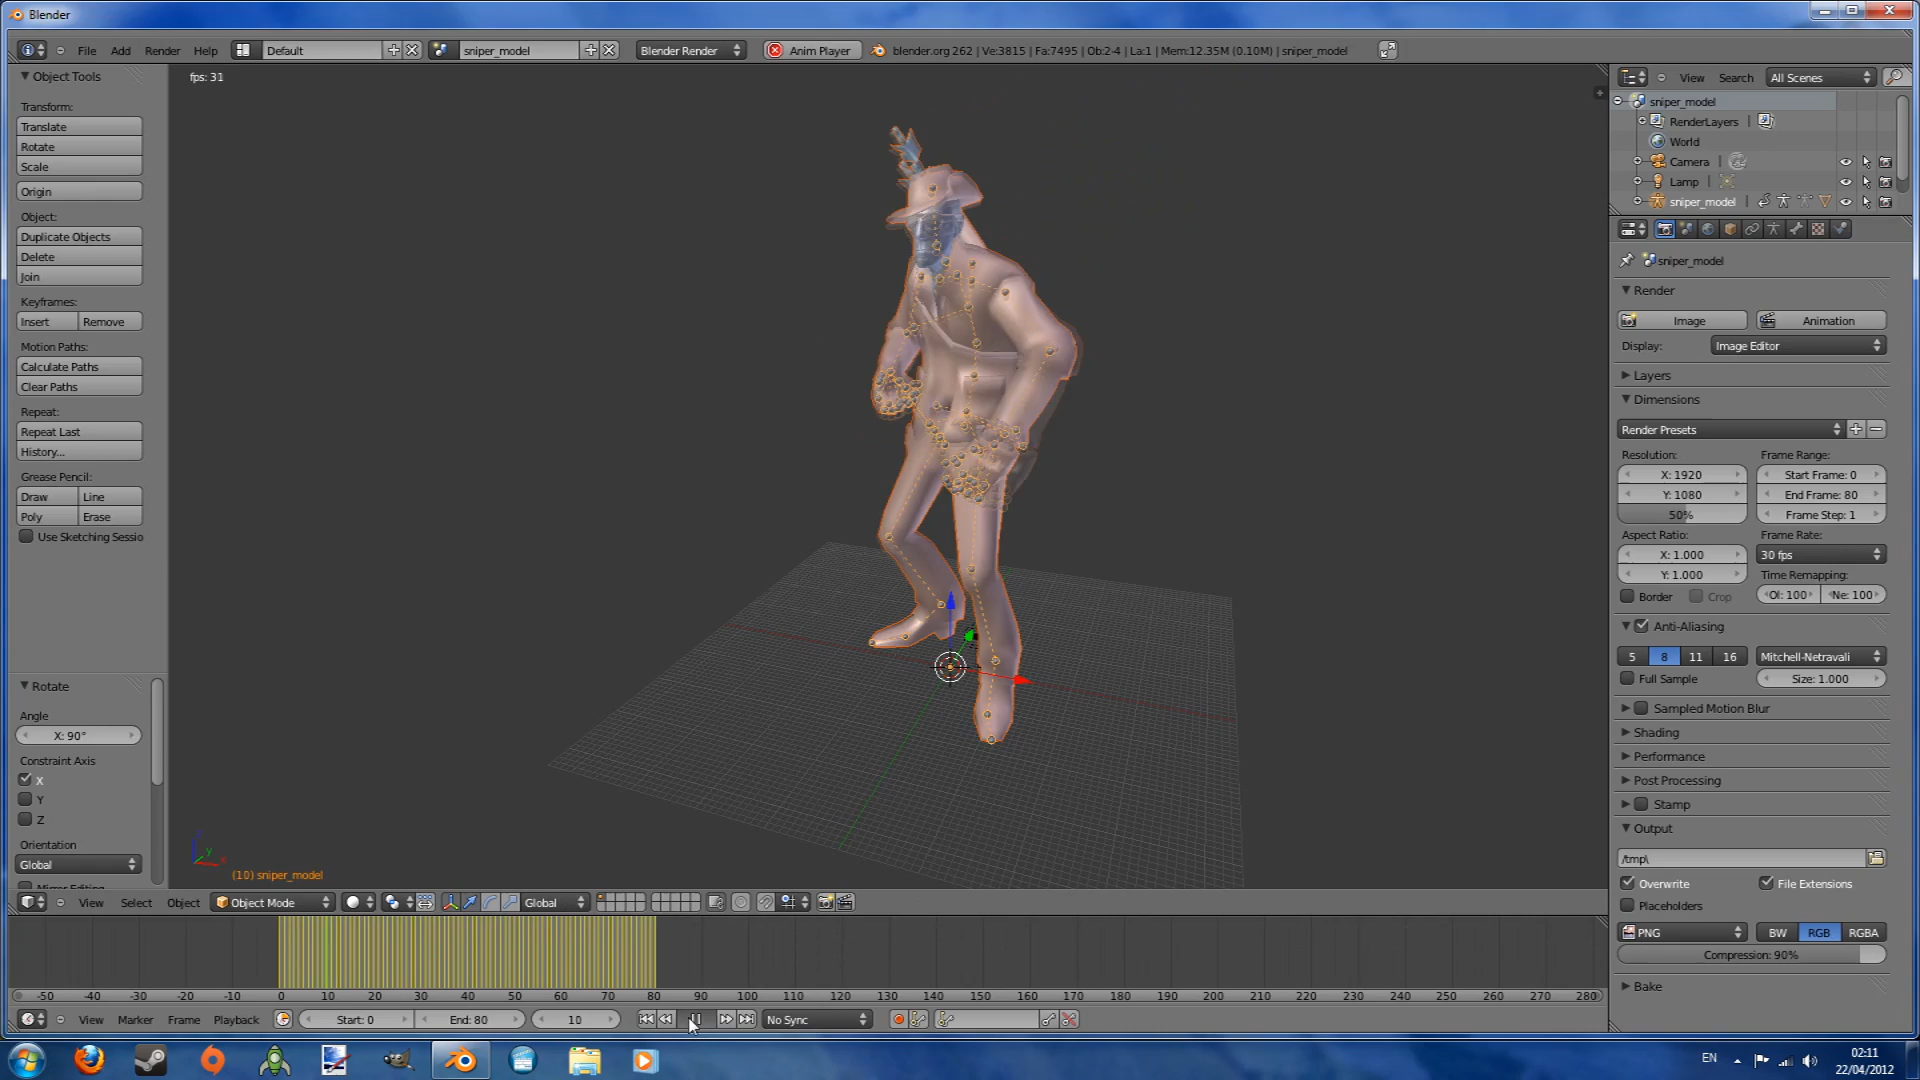 Blender
File Add Render Help Default sniper_model Blender Render Anim Player blender.org 262 | Ve:3815 | Fa:7495 | Ob:2-4 | La:1 | Mem:12.35M (0.10M) | sniper_model
Object Tools
Transform:
Translate
Rotate
Scale
Origin
Object:
Duplicate Objects
Delete
Join
Keyframes:
Insert Remove
Motion Paths:
Calculate Paths
Clear Paths
Repeat:
Repeat Last
History...
Grease Pencil:
Draw Line
Poly Erase
Use Sketching Sessio
Rotate
Angle
X: 90°
Constraint Axis
X
Y
Z
Orientation
Global
fps: 31
(10) sniper_model
View Select Object Object Mode Global
-50 -40 -30 -20 -10 0 10 20 30 40 50 60 70 80 90 100 110 120 130 140 150 160 170 180 190 200 210 220 230 240 250 260 270 280
View Marker Frame Playback Start: 0 End: 80 10 No Sync
View Search All Scenes
sniper_model
RenderLayers |
World
Camera |
Lamp |
sniper_model |
sniper_model
Render
Image Animation
Display: Image Editor
Layers
Dimensions
Render Presets
Resolution: Frame Range:
X: 1920 Start Frame: 0
Y: 1080 End Frame: 80
50% Frame Step: 1
Aspect Ratio: Frame Rate:
X: 1.000 30 fps
Y: 1.000 Time Remapping:
Border Crop Ol: 100 Ne: 100
Anti-Aliasing
5 8 11 16 Mitchell-Netravali
Full Sample Size: 1.000
Sampled Motion Blur
Shading
Performance
Post Processing
Stamp
Output
/tmp\
Overwrite File Extensions
Placeholders
PNG BW RGB RGBA
Compression: 90%
Bake
EN 02:11
22/04/2012